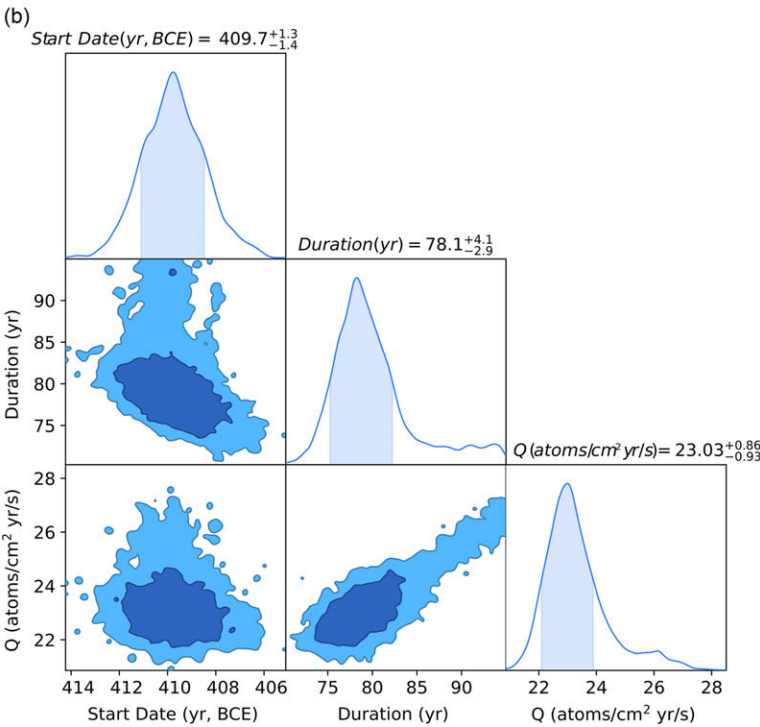 (b)
Start Date(yr, BCE) = 409.7 +1.3 −1.4
Duration(yr) = 78.1 +4.1 −2.9
Q(atoms/cm² yr/s) = 23.03 +0.86 −0.93
Duration (yr)
90
85
80
75
Q (atoms/cm² yr/s)
28
26
24
22
414 412 410 408 406
75 80 85 90
22 24 26 28
Start Date (yr, BCE)
Duration (yr)
Q (atoms/cm² yr/s)